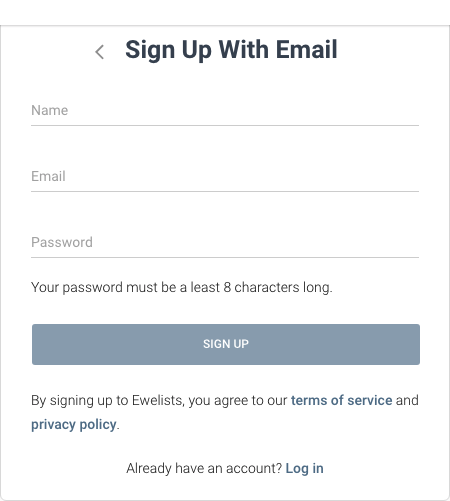 Sign Up With Email
Name
Email
Password
Your password must be a least 8 characters long.
SIGN UP
By signing up to Ewelists, you agree to our terms of service and
privacy policy.
Already have an account? Log in